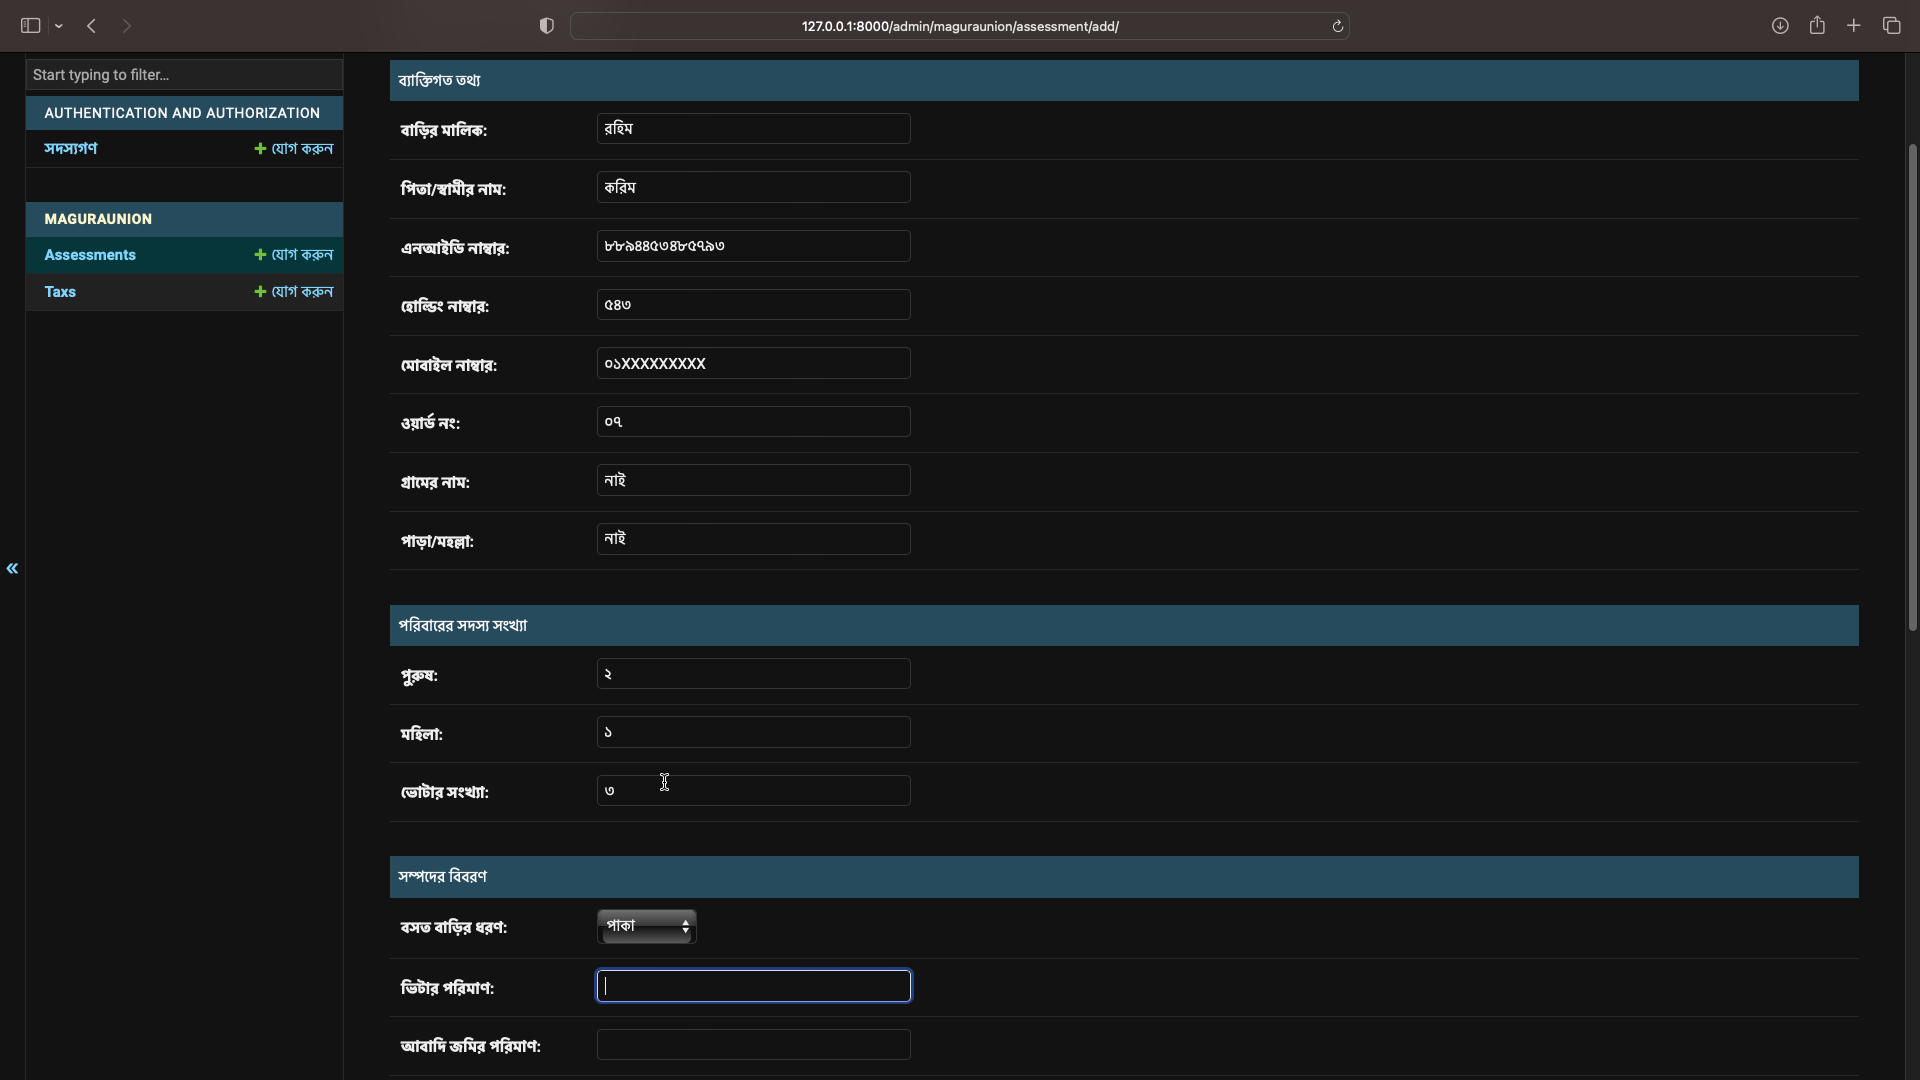 127.0.0.1:8000/admin/maguraunion/assessment/add/
Start typing to filter...
AUTHENTICATION AND AUTHORIZATION
সদস্যগণ
+ যোগ করুন
MAGURAUNION
Assessments
+ যোগ করুন
Taxs
+ যোগ করুন
«
ব্যাক্তিগত তথ্য
বাড়ির মালিক: রহিম
পিতা/স্বামীর নাম: করিম
এনআইডি নাম্বার: ৮৮৯৪৪৫৩৪৮৫৭৯৩
হোল্ডিং নাম্বার: ৫৪৩
মোবাইল নাম্বার: ০১XXXXXXXXX
ওয়ার্ড নং: ০৭
গ্রামের নাম: নাই
পাড়া/মহল্লা: নাই
পরিবারের সদস্য সংখ্যা
পুরুষ: ২
মহিলা: ১
ভোটার সংখ্যা: ৩
সম্পদের বিবরণ
বসত বাড়ির ধরণ: পাকা
ভিটার পরিমাণ:
আবাদি জমির পরিমাণ: